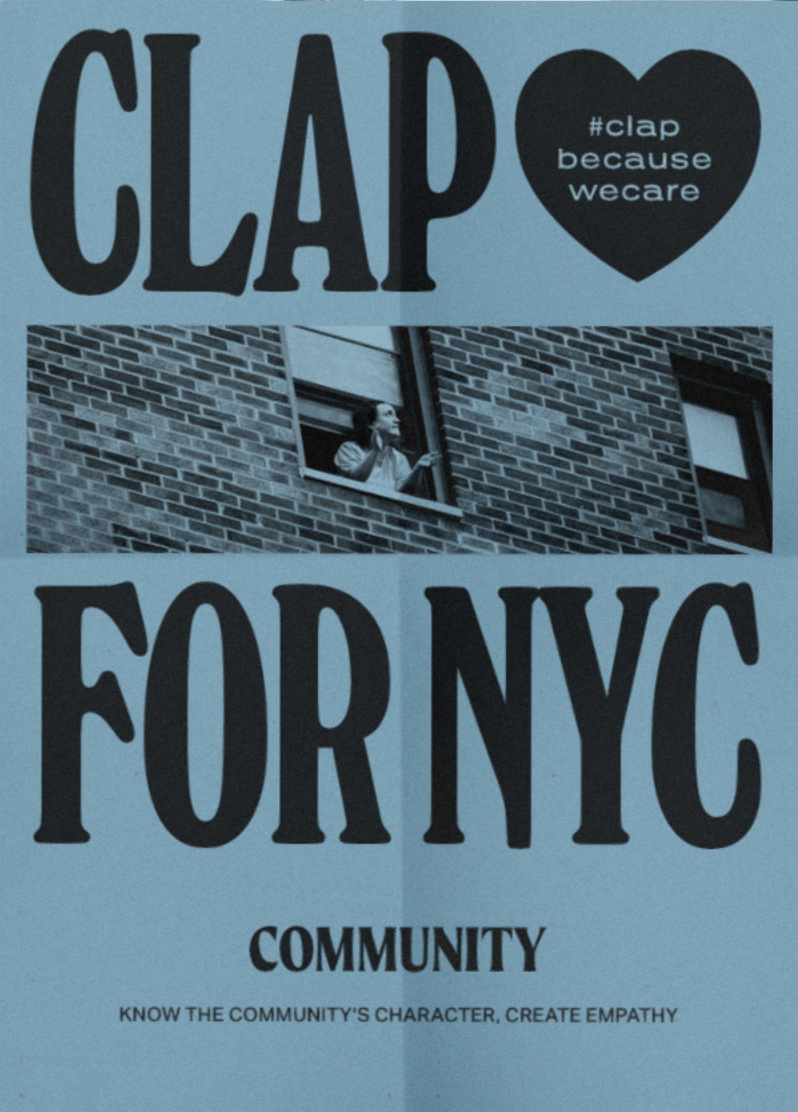 CLAP
#clap
because
wecare
FOR NYC
COMMUNITY
KNOW THE COMMUNITY'S CHARACTER, CREATE EMPATHY